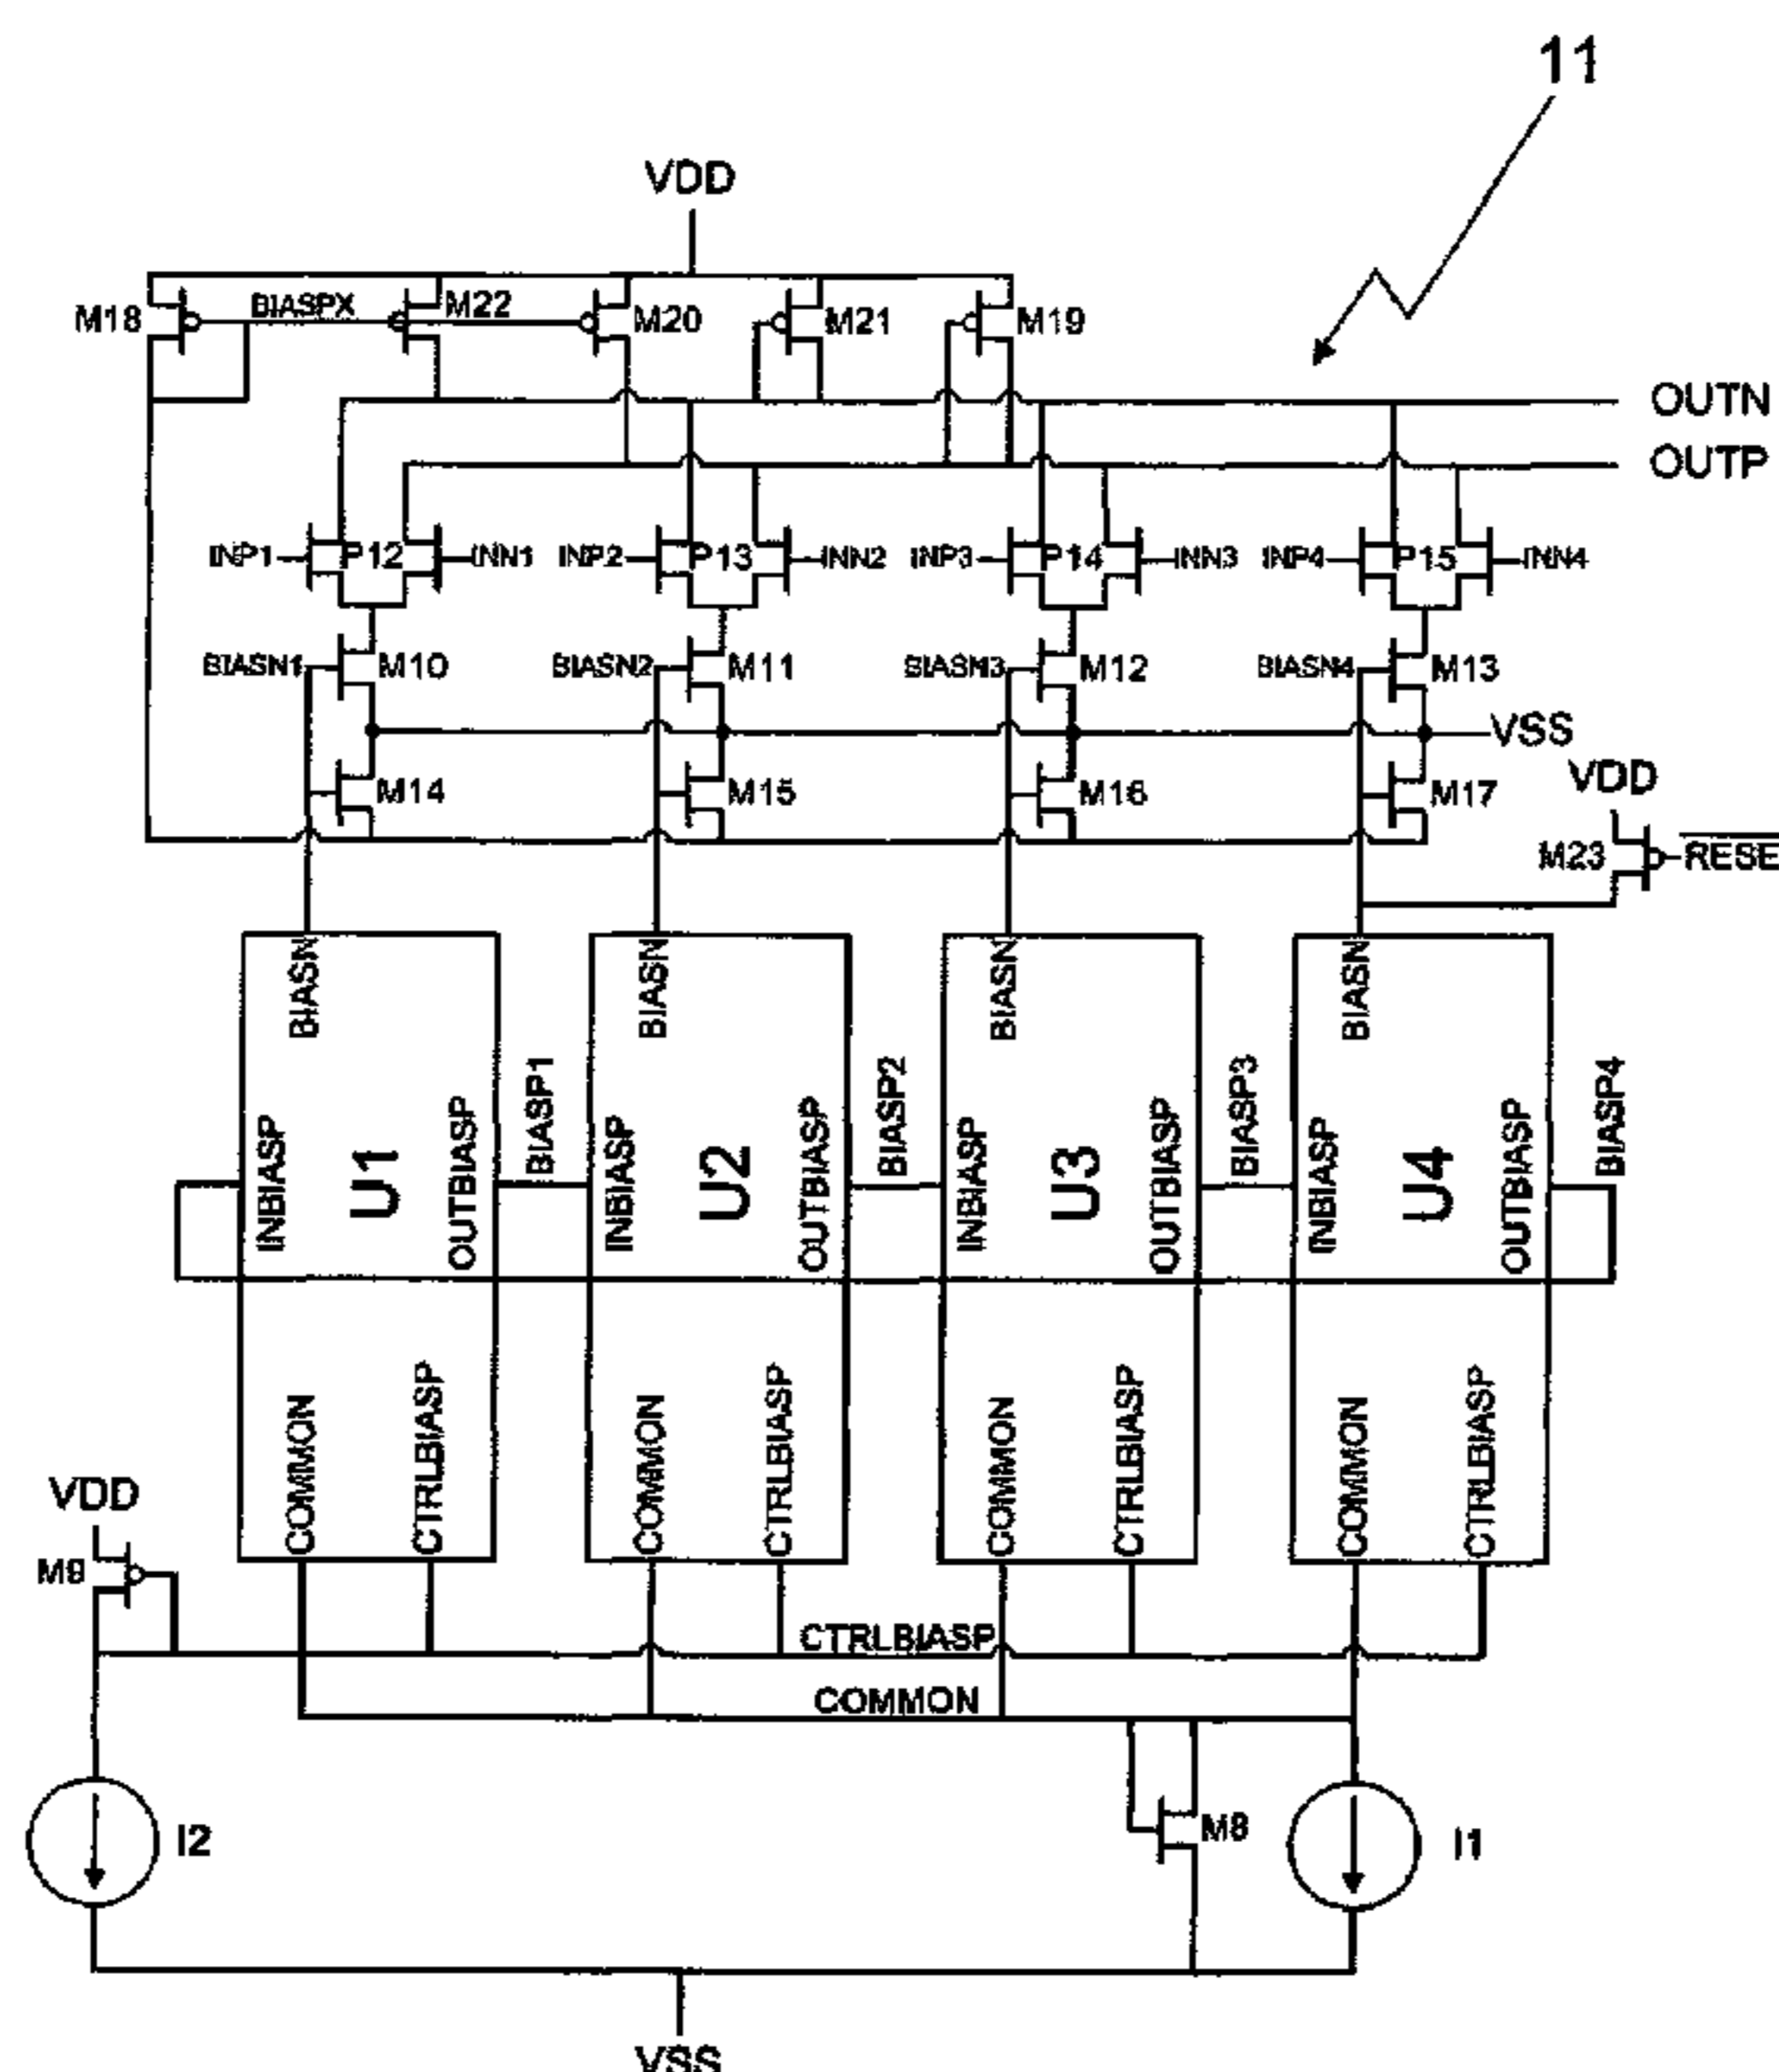 11
VDD
M18 BIASPX M22 M20 M21 M19
OUTN
OUTP
INP1 P12 INN1 INP2 P13 INN2 INP3 P14 INN3 INP4 P15 INN4
BIASN1 M10 BIASN2 M11 BIASN3 M12 BIASN4 M13
VSS
M14 M15 M16 M17
VDD
M23 RESE
BIASN BIASN BIASN BIASN
INBIASP U1 OUTBIASP BIASP1 INBIASP U2 OUTBIASP BIASP2 INBIASP U3 OUTBIASP BIASP3 INBIASP U4 OUTBIASP BIASP4
COMMON CTRLBIASP COMMON CTRLBIASP COMMON CTRLBIASP COMMON CTRLBIASP
VDD
M9
CTRLBIASP
COMMON
I2 M8 I1
VSS